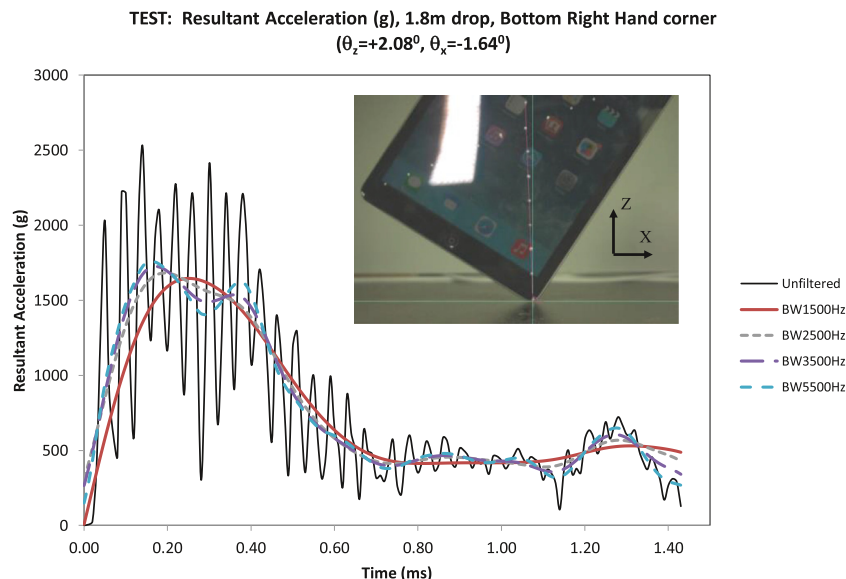 TEST: Resultant Acceleration (g), 1.8m drop, Bottom Right Hand corner
(θz=+2.08⁰, θx=-1.64⁰)
3000
2500
2000
1500
1000
500
0
Resultant Acceleration (g)
Z
X
Unfiltered
BW1500Hz
BW2500Hz
BW3500Hz
BW5500Hz
0.00 0.20 0.40 0.60 0.80 1.00 1.20 1.40
Time (ms)